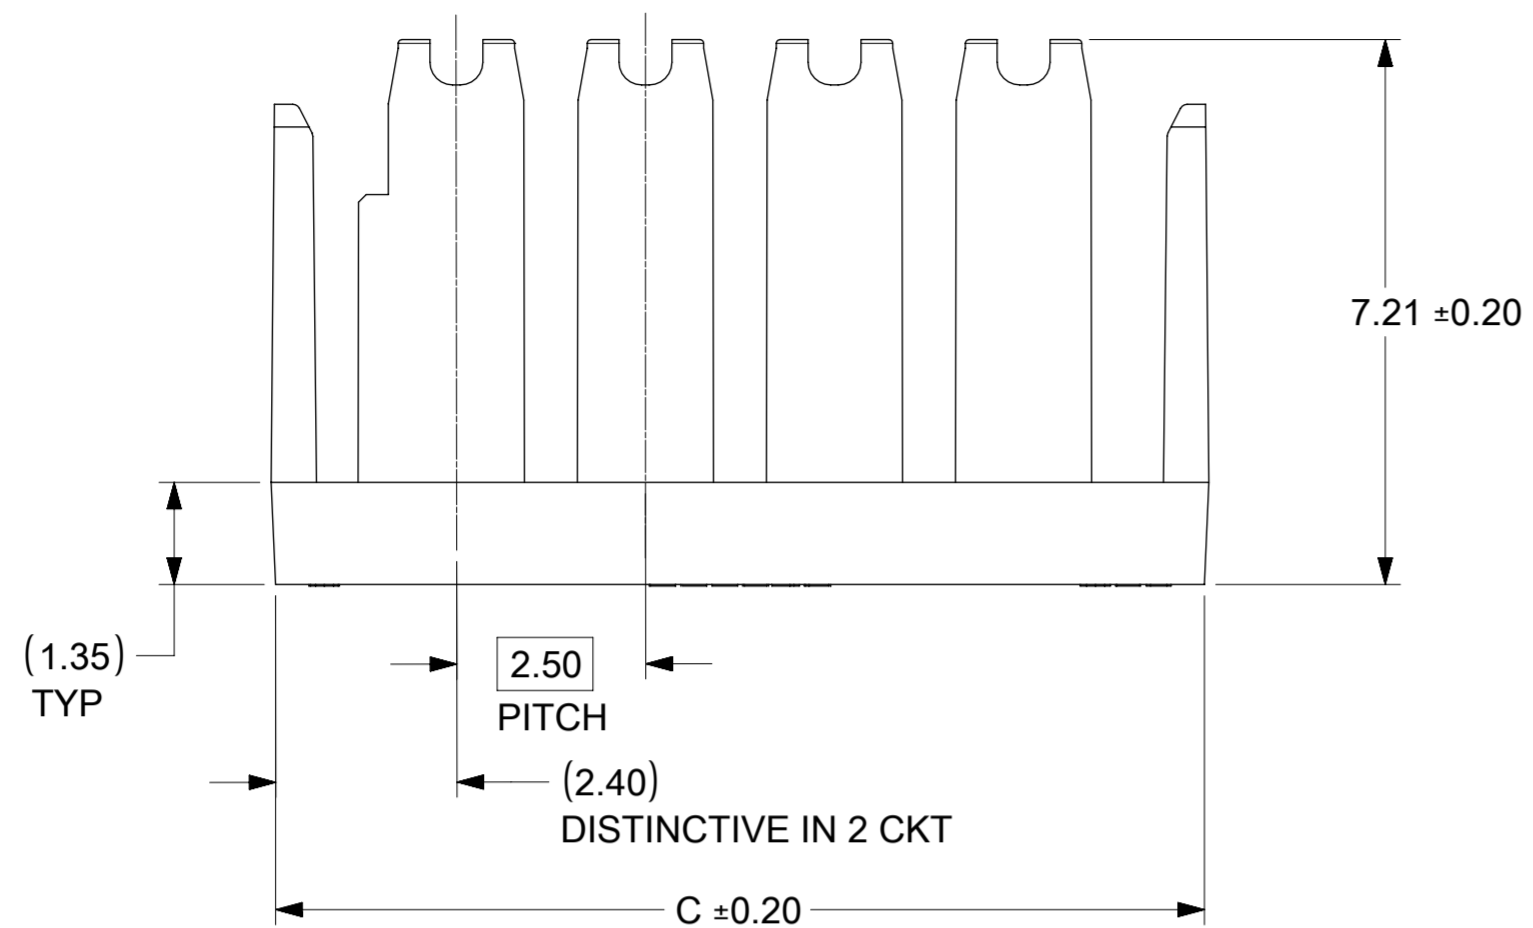 7.21 ±0.20
(1.35)
TYP
2.50
PITCH
(2.40)
DISTINCTIVE IN 2 CKT
C ±0.20